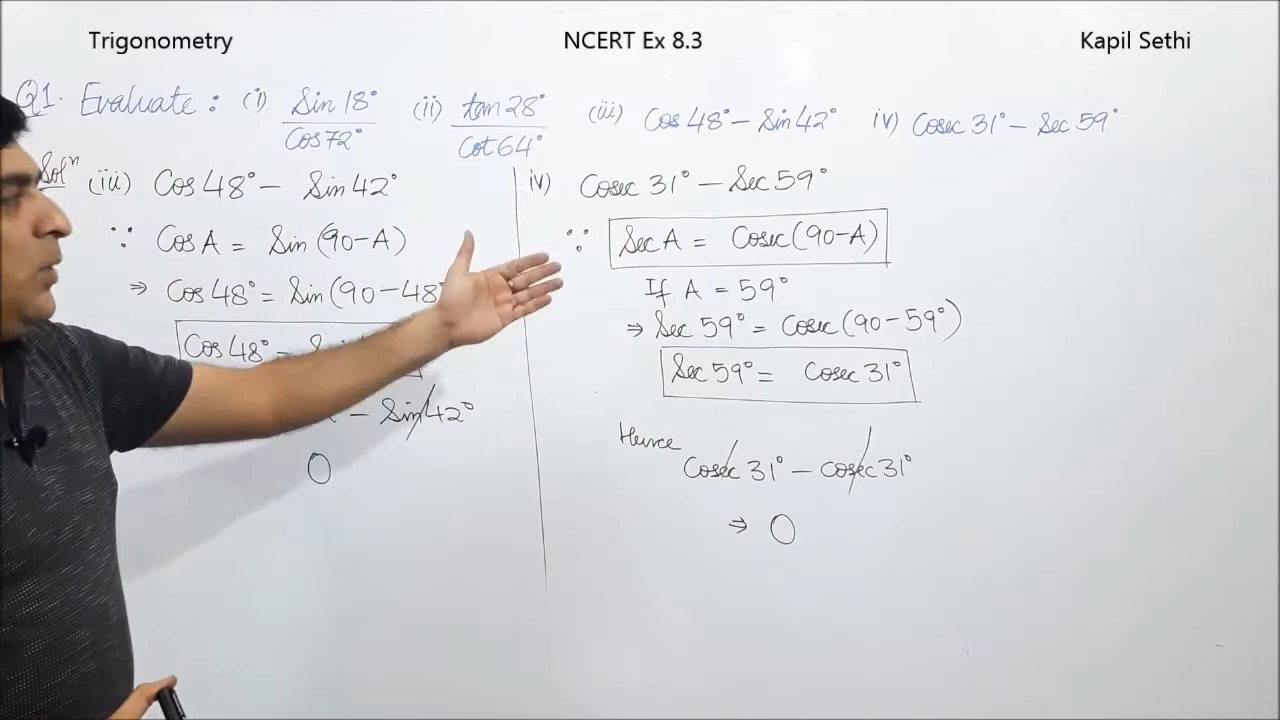 Trigonometry NCERT Ex 8.3 Kapil Sethi
Q1. Evaluate: (i) Sin 18°/Cos 72° (ii) tan 28°/Cot 64° (iii) Cos 48° – Sin 42° iv) Cosec 31° – Sec 59°
Solⁿ (iii) Cos 48° – Sin 42°
∵ Cos A = Sin (90 – A)
⇒ Cos 48° = Sin (90 – 48°
Cos 48°
– Sin 42°
0
iv) Cosec 31° – Sec 59°
∵ Sec A = Cosec (90 – A)
If A = 59°
⇒ Sec 59° = Cosec (90 – 59°)
Sec 59° = Cosec 31°
Hence
Cosec 31° – cosec 31°
⇒ 0